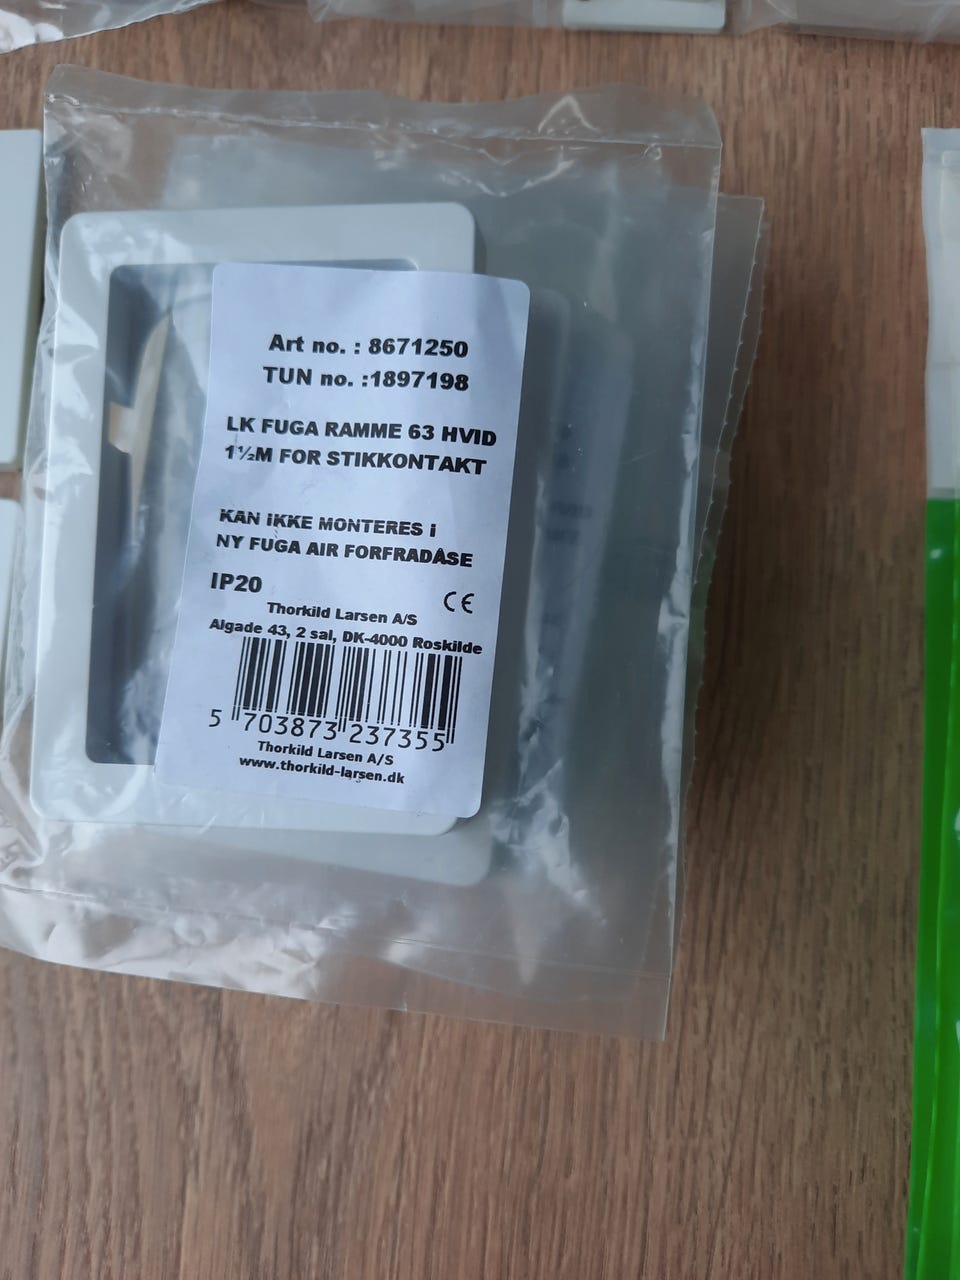 Art no. : 8671250
TUN no. :1897198
LK FUGA RAMME 63 HVID
1½M FOR STIKKONTAKT
KAN IKKE MONTERES I
NY FUGA AIR FORFRADÅSE
IP20
CE
Thorkild Larsen A/S
Algade 43, 2 sal, DK-4000 Roskilde
5 703873 237355
Thorkild Larsen A/S
www.thorkild-larsen.dk